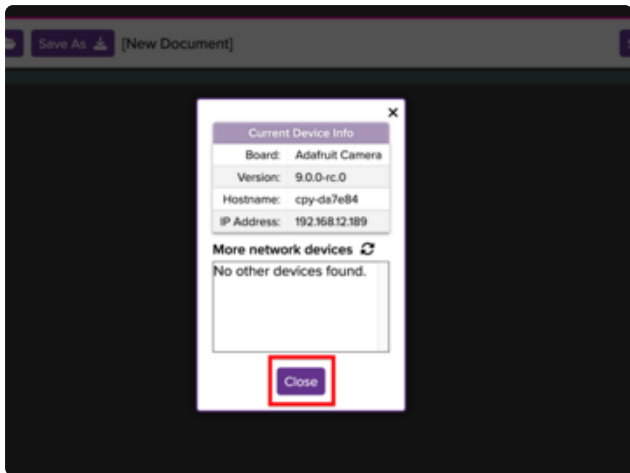 Save As [New Document]
S
×
Current Device Info
Board: Adafruit Camera
Version: 9.0.0-rc.0
Hostname: cpy-da7e84
IP Address: 192.168.12.189
More network devices
No other devices found.
Close